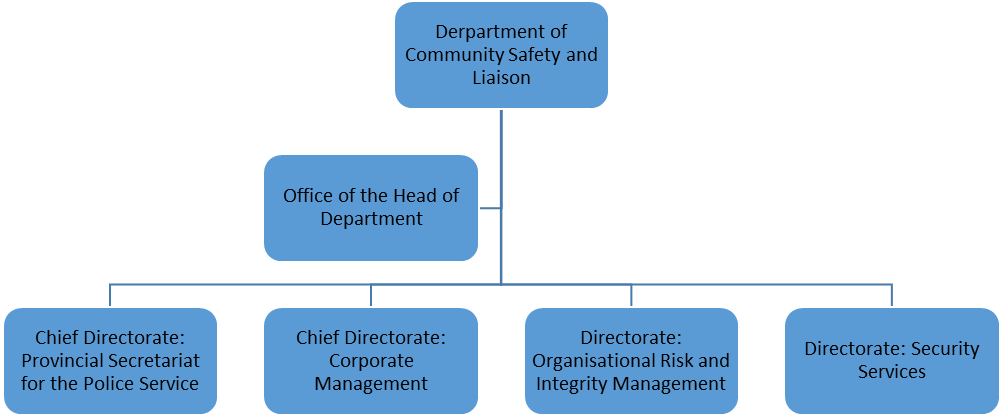 Derpartment of
Community Safety and
Liaison
Office of the Head of
Department
Chief Directorate:
Provincial Secretariat
for the Police Service
Chief Directorate:
Corporate
Management
Directorate:
Organisational Risk and
Integrity Management
Directorate: Security
Services